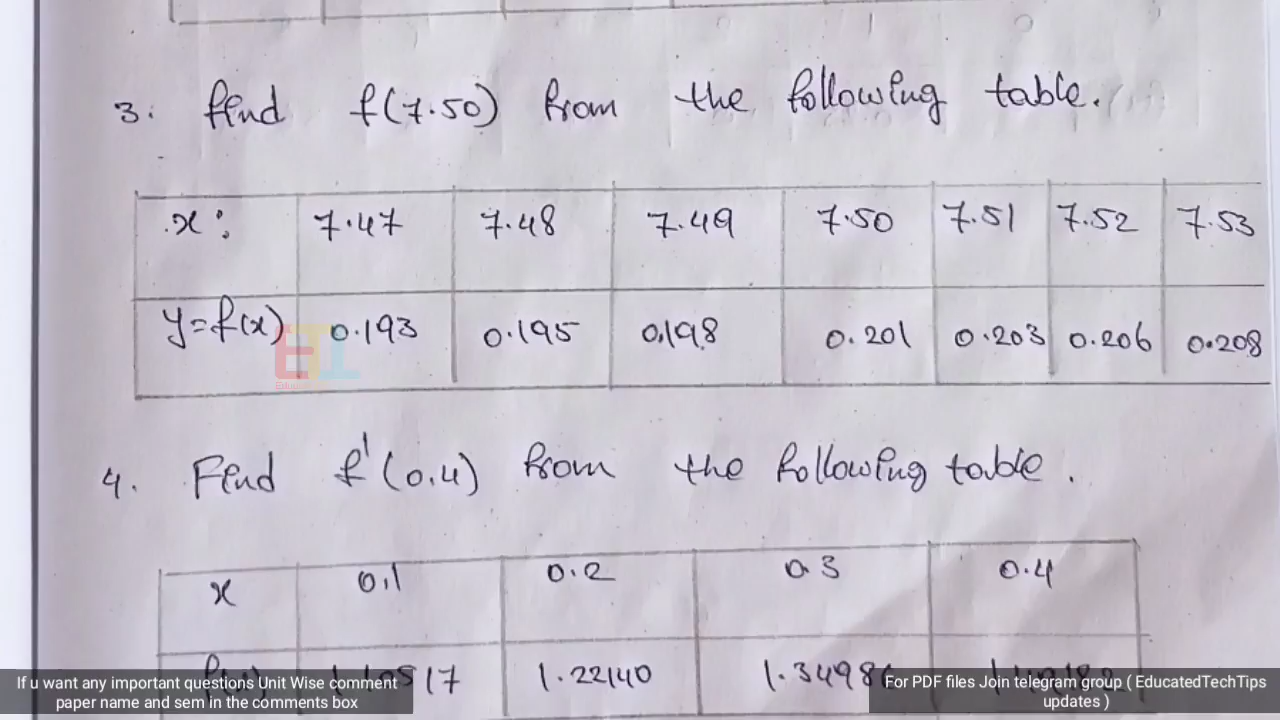 3. find f(7.50) from the following table.
x: 7.47 7.48 7.49 7.50 7.51 7.52 7.53
y=f(x) 0.193 0.195 0.198 0.201 0.203 0.206 0.208
4. Find f'(0.4) from the following table.
x 0.1 0.2 0.3 0.4
1.22140
If u want any important questions Unit Wise comment
paper name and sem in the comments box
For PDF files Join telegram group ( EducatedTechTips
updates )